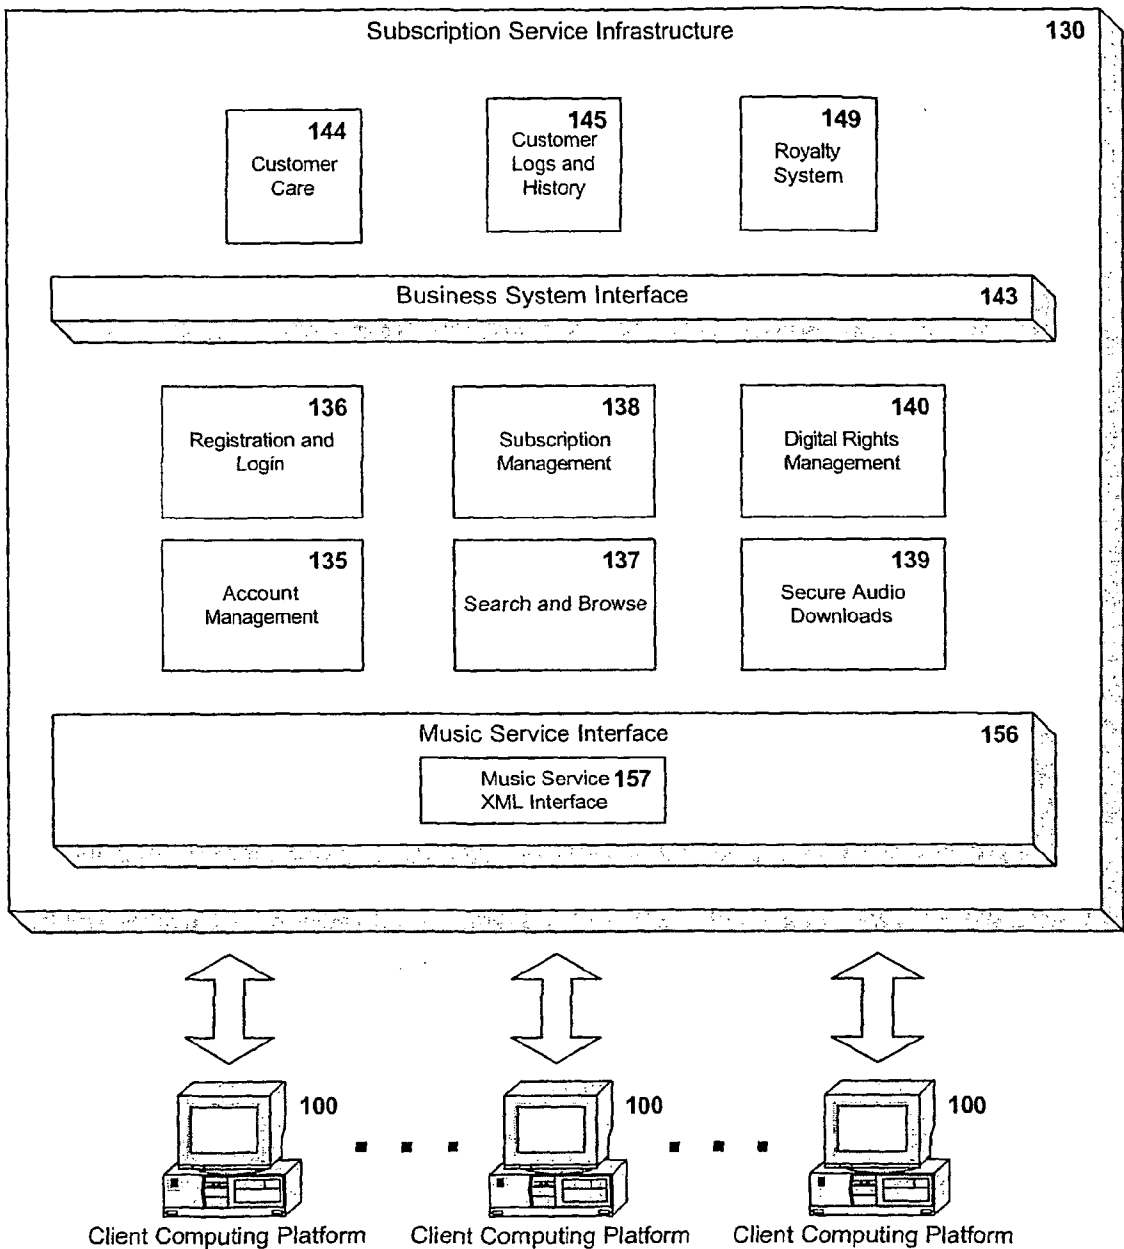 Subscription Service Infrastructure 130
144
Customer
Care
145
Customer
Logs and
History
149
Royalty
System
Business System Interface 143
136
Registration and
Login
138
Subscription
Management
140
Digital Rights
Management
135
Account
Management
137
Search and Browse
139
Secure Audio
Downloads
Music Service Interface 156
Music Service 157
XML Interface
100
100
100
Client Computing Platform
Client Computing Platform
Client Computing Platform